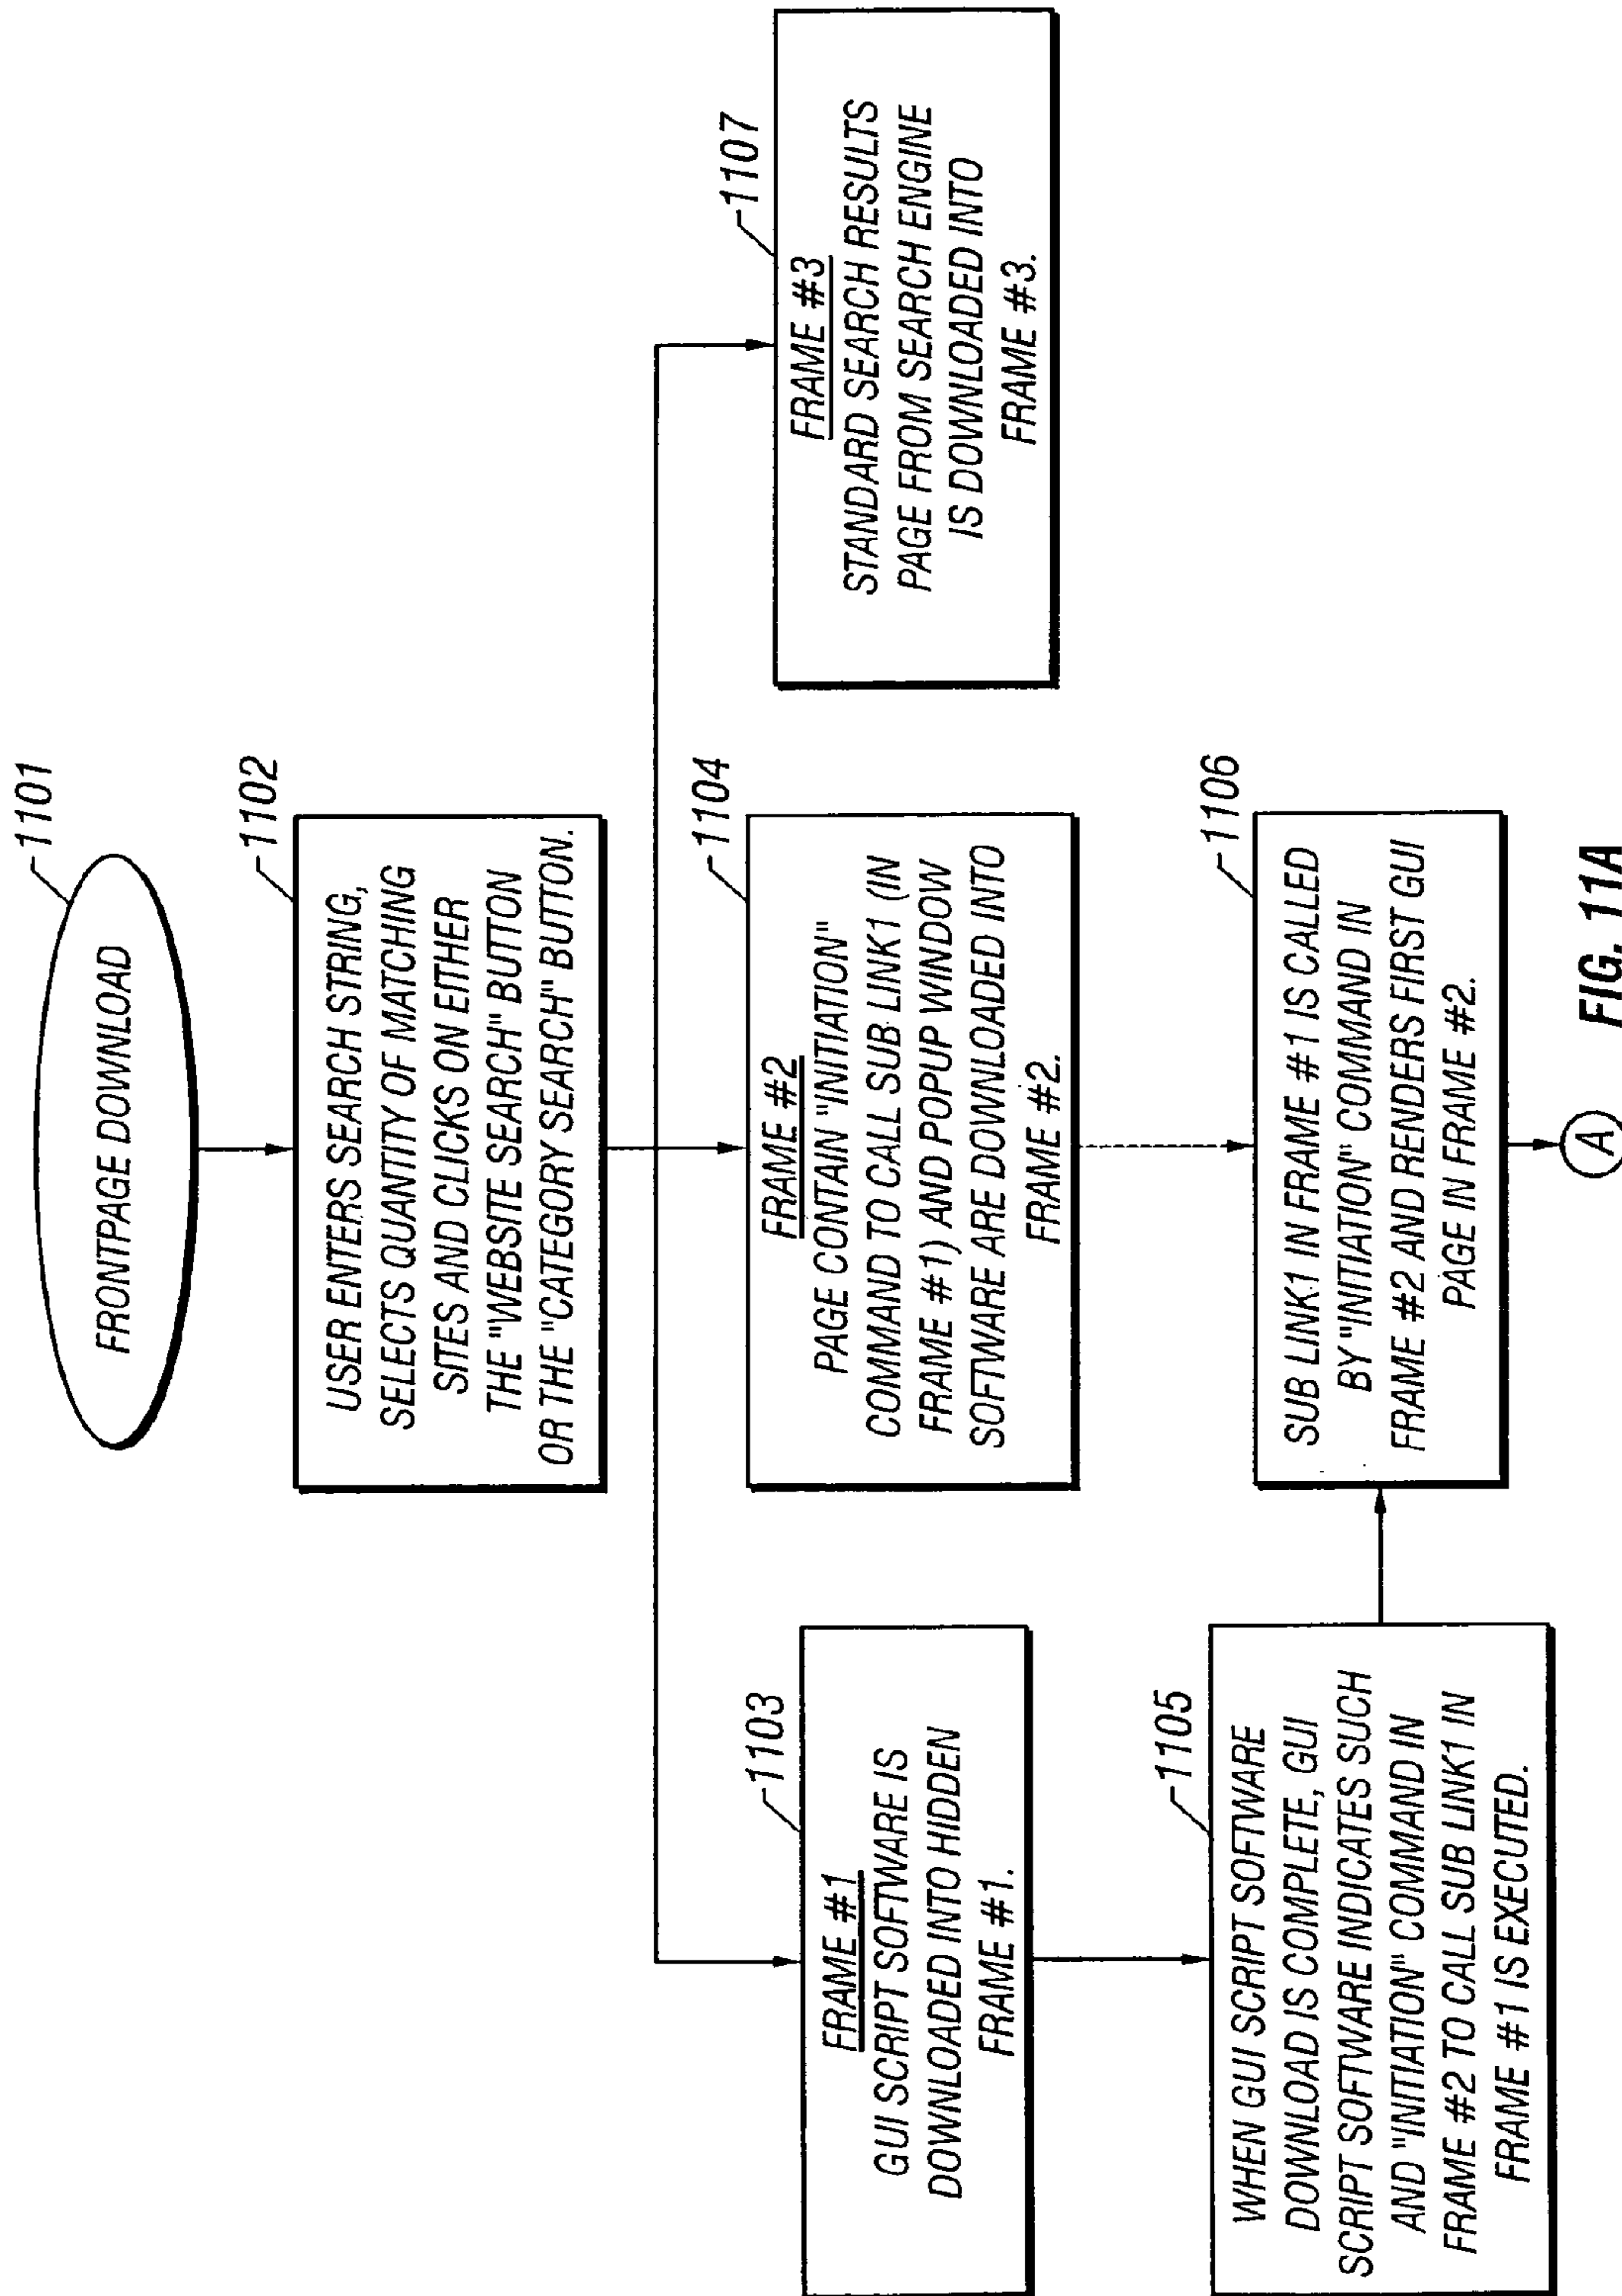 1101
FRONTPAGE DOWNLOAD
1102
USER ENTERS SEARCH STRING,
SELECTS QUANTITY OF MATCHING
SITES AND CLICKS ON EITHER
THE "WEBSITE SEARCH" BUTTON
OR THE "CATEGORY SEARCH" BUTTON.
1103
FRAME #1
GUI SCRIPT SOFTWARE IS
DOWNLOADED INTO HIDDEN
FRAME #1.
1104
FRAME #2
PAGE CONTAIN "INITIATION"
COMMAND TO CALL SUB LINK1 (IN
FRAME #1) AND POPUP WINDOW
SOFTWARE ARE DOWNLOADED INTO
FRAME #2.
1107
FRAME #3
STANDARD SEARCH RESULTS
PAGE FROM SEARCH ENGINE
IS DOWNLOADED INTO
FRAME #3.
1105
WHEN GUI SCRIPT SOFTWARE
DOWNLOAD IS COMPLETE, GUI
SCRIPT SOFTWARE INDICATES SUCH
AND "INITIATION" COMMAND IN
FRAME #2 TO CALL SUB LINK1 IN
FRAME #1 IS EXECUTED.
1106
SUB LINK1 IN FRAME #1 IS CALLED
BY "INITIATION" COMMAND IN
FRAME #2 AND RENDERS FIRST GUI
PAGE IN FRAME #2.
A
FIG. 11A